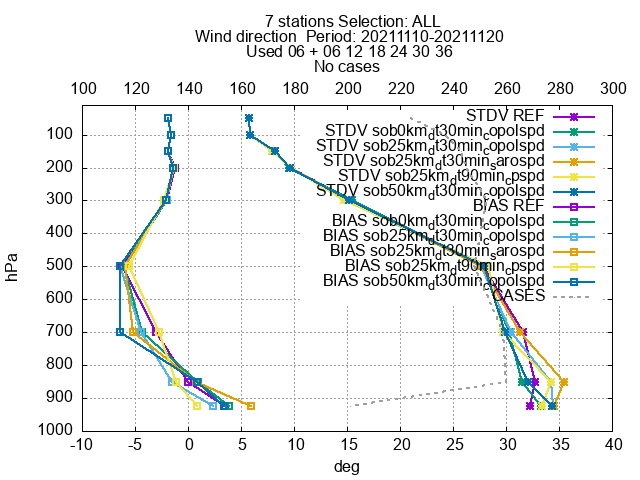 7 stations Selection: ALL
Wind direction  Period: 20211110-20211120
Used 06 + 06 12 18 24 30 36
No cases
100 120 140 160 180 200 220 240 260 280 300
STDV REF
STDV sob0km_dt30min_copolspd
STDV sob25km_dt30min_copolspd
STDV sob25km_dt30min_sarospd
STDV sob25km_dt90min_cpspd
STDV sob50km_dt30min_copolspd
BIAS REF
BIAS sob0km_dt30min_copolspd
BIAS sob25km_dt30min_copolspd
BIAS sob25km_dt30min_sarospd
BIAS sob25km_dt90min_cpspd
BIAS sob50km_dt30min_copolspd
CASES
100
200
300
400
500
600
700
800
900
1000
hPa
-10 -5 0 5 10 15 20 25 30 35 40
deg